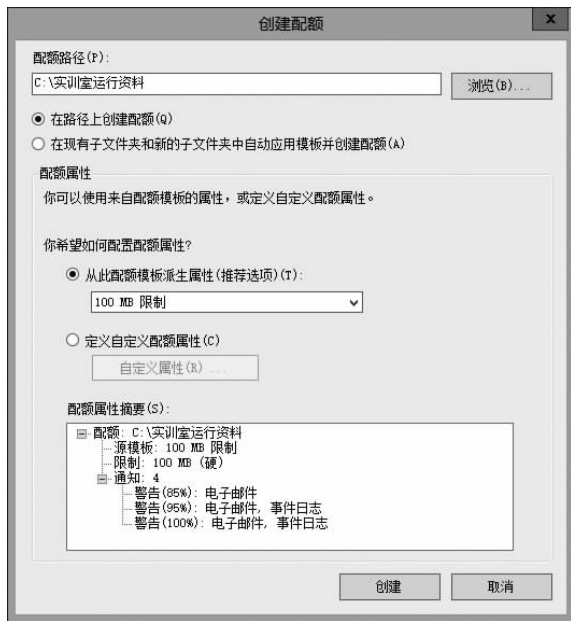 创建配额
x
配额路径(P):
C:\实训室运行资料
浏览(B)...
在路径上创建配额(Q)
在现有子文件夹和新的子文件夹中自动应用模板并创建配额(A)
配额属性
你可以使用来自配额模板的属性，或定义自定义配额属性。
你希望如何配置配额属性?
从此配额模板派生属性(推荐选项)(T):
100 MB 限制
定义自定义配额属性(C)
自定义属性(R) ...
配额属性摘要(S):
配额: C:\实训室运行资料
源模板: 100 MB 限制
限制: 100 MB (硬)
通知: 4
警告(85%): 电子邮件
警告(95%): 电子邮件, 事件日志
警告(100%): 电子邮件, 事件日志
创建
取消